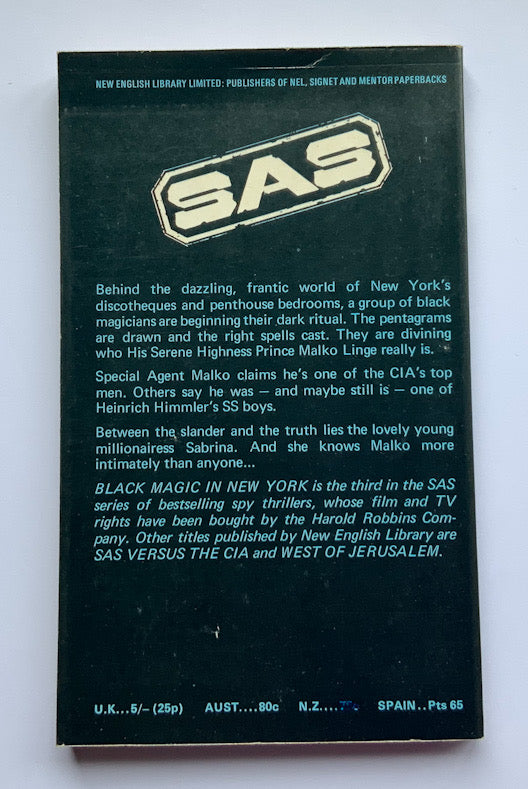 NEW ENGLISH LIBRARY LIMITED: PUBLISHERS OF NEL, SIGNET AND MENTOR PAPERBACKS
SAS
Behind the dazzling, frantic world of New York's
discotheques and penthouse bedrooms, a group of black
magicians are beginning their dark ritual. The pentagrams
are drawn and the right spells cast. They are divining
who His Serene Highness Prince Malko Linge really is.
Special Agent Malko claims he's one of the CIA's top
men. Others say he was – and maybe still is – one of
Heinrich Himmler's SS boys.
Between the slander and the truth lies the lovely young
millionairess Sabrina. And she knows Malko more
intimately than anyone...
BLACK MAGIC IN NEW YORK is the third in the SAS
series of bestselling spy thrillers, whose film and TV
rights have been bought by the Harold Robbins Com-
pany. Other titles published by New English Library are
SAS VERSUS THE CIA and WEST OF JERUSALEM.
U.K...5/– (25p) AUST....80c N.Z.... SPAIN..Pts 65